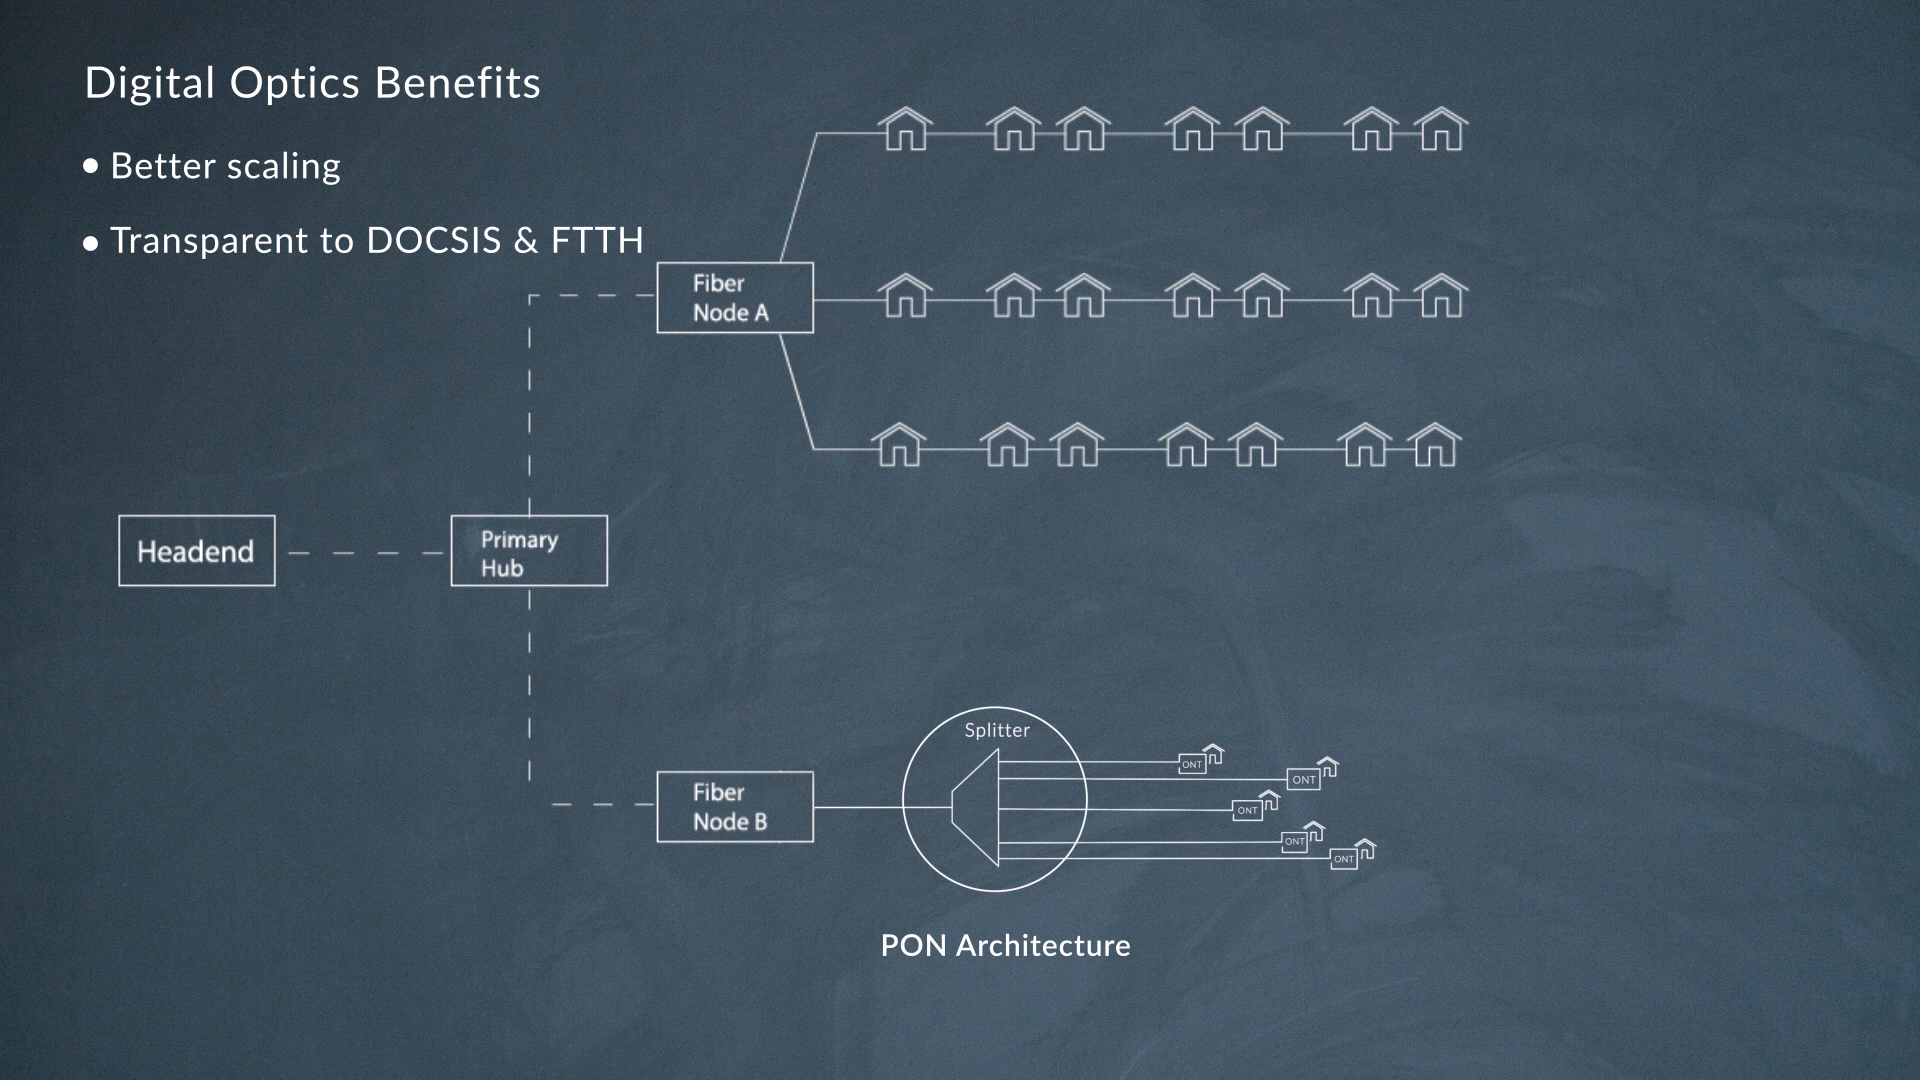 Digital Optics Benefits
• Better scaling
• Transparent to DOCSIS & FTTH
Fiber
Node A
Headend
Primary
Hub
Splitter
ONT
ONT
ONT
ONT
ONT
Fiber
Node B
PON Architecture